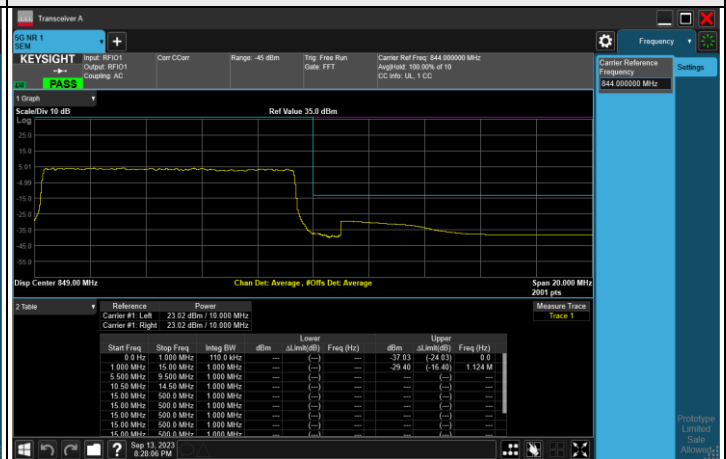 Transceiver A
5G NR 1
SEM
Frequency
KEYSIGHT
Input: RFIO1
Output: RFIO1
Coupling: AC
Corr CCorr
Range: -45 dBm
Trig: Free Run
Gate: FFT
Carrier Ref Freq: 844.000000 MHz
Avg|Hold: 100.00% of 10
CC Info: UL, 1 CC
PASS
Carrier Reference
Frequency
844.000000 MHz
Settings
1 Graph
Scale/Div 10 dB
Ref Value 35.0 dBm
Log
25.0
15.0
5.01
-4.99
-15.0
-25.0
-35.0
-45.0
-55.0
Disp Center 849.00 MHz
Chan Det: Average, #Offs Det: Average
Span 20.000 MHz
2001 pts
2 Table
Measure Trace
Trace 1
Reference Power
Carrier #1: Left 23.02 dBm / 10.000 MHz
Carrier #1: Right 23.02 dBm / 10.000 MHz
Lower Upper
Start Freq Stop Freq Integ BW dBm ΔLimit(dB) Freq (Hz) dBm ΔLimit(dB) Freq (Hz)
0.0 Hz 1.000 MHz 110.0 kHz --- (---) --- -37.03 (-24.03) 0.0
1.000 MHz 15.00 MHz 1.000 MHz --- (---) --- -29.40 (-16.40) 1.124 M
5.500 MHz 9.500 MHz 1.000 MHz --- (---) --- --- (---) ---
10.50 MHz 14.50 MHz 1.000 MHz --- (---) --- --- (---) ---
15.00 MHz 500.0 MHz 1.000 MHz --- (---) --- --- (---) ---
15.00 MHz 500.0 MHz 1.000 MHz --- (---) --- --- (---) ---
15.00 MHz 500.0 MHz 1.000 MHz --- (---) --- --- (---) ---
15.00 MHz 500.0 MHz 1.000 MHz --- (---) --- --- (---) ---
15.00 MHz 500.0 MHz 1.000 MHz --- (---) --- --- (---) ---
Prototype
Limited
Sale
Allowed
Sep 13, 2023
8:28:06 PM